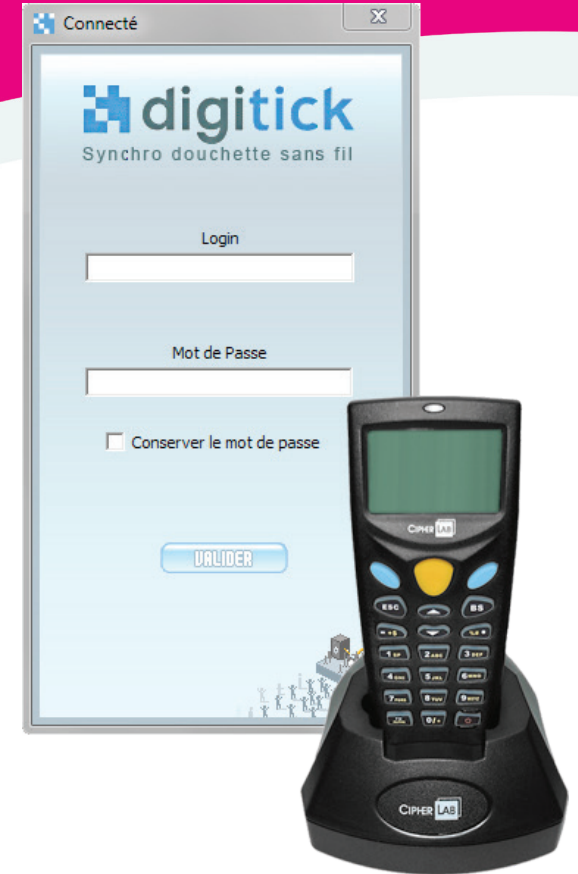 Connecté
digitick
Synchro douchette sans fil
Login
Mot de Passe
Conserver le mot de passe
VALIDER
CIPHER LAB
ESC
BS
1
2 ABC
3 DEF
4 GHI
5 JKL
6 MNO
7
8 TUV
9
0/
CIPHER LAB